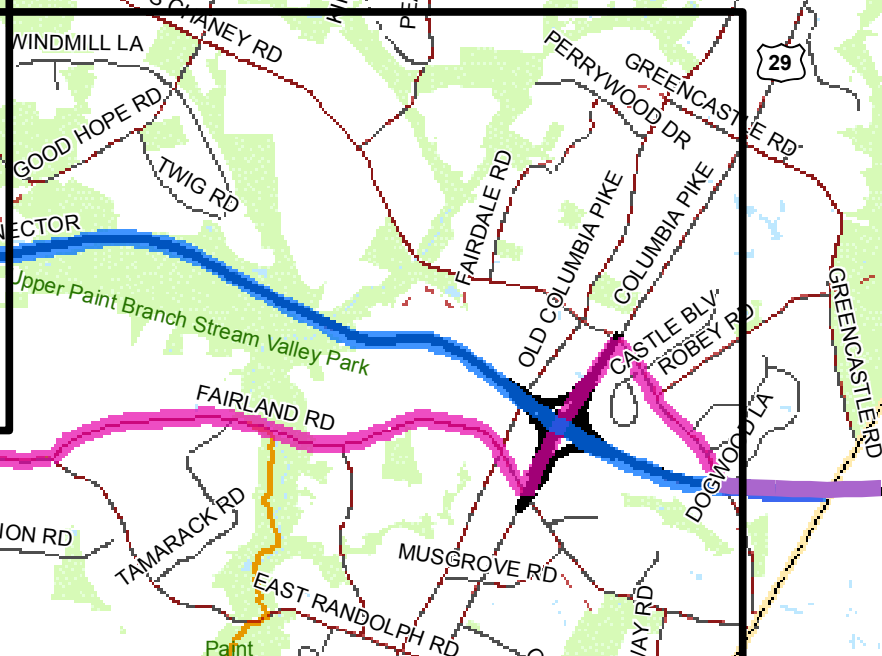 CHANEY RD
WINDMILL LA
29
PERRYWOOD DR
GREENCASTLE RD
GOOD HOPE RD
TWIG RD
FAIRDALE RD
OLD COLUMBIA PIKE
COLUMBIA PIKE
NECTOR
Upper Paint Branch Stream Valley Park
GREENCASTLE RD
CASTLE BLV
ROBEY RD
FAIRLAND RD
DOGWOOD LA
TAMARACK RD
ION RD
MUSGROVE RD
EAST RANDOLPH RD
WAY RD
Paint